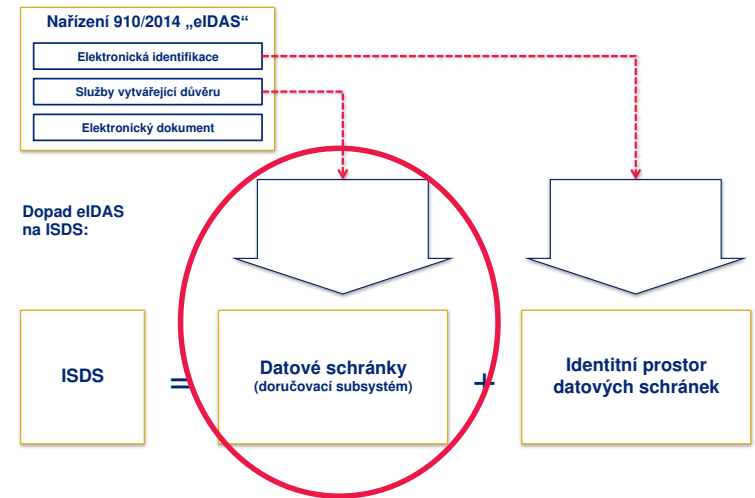 Nařízení 910/2014 „eIDAS“
Elektronická identifikace
Služby vytvářející důvěru
Elektronický dokument
Dopad eIDAS
na ISDS:
ISDS
=
Datové schránky
(doručovací subsystém)
+
Identitní prostor
datových schránek